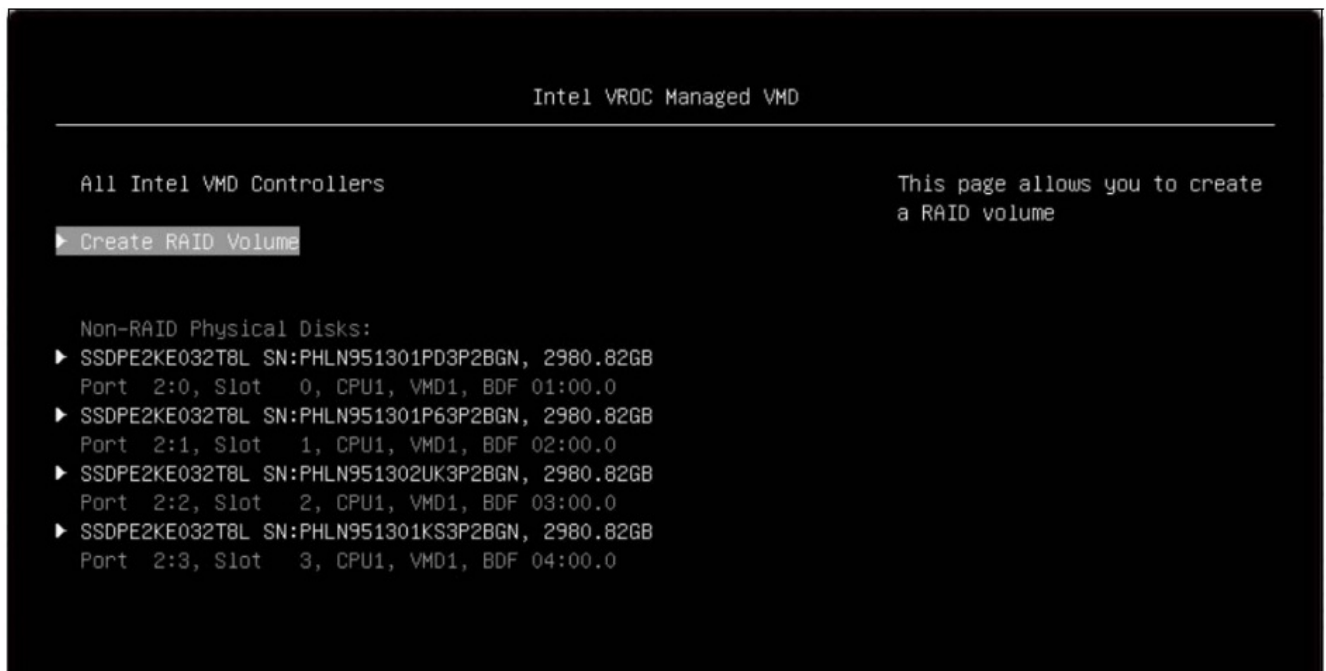 Intel VROC Managed VMD
All Intel VMD Controllers
This page allows you to create
a RAID volume
Create RAID Volume
Non-RAID Physical Disks:
SSDPE2KE032T8L SN:PHLN951301PD3P2BGN, 2980.82GB
Port 2:0, Slot 0, CPU1, VMD1, BDF 01:00.0
SSDPE2KE032T8L SN:PHLN951301P63P2BGN, 2980.82GB
Port 2:1, Slot 1, CPU1, VMD1, BDF 02:00.0
SSDPE2KE032T8L SN:PHLN951302UK3P2BGN, 2980.82GB
Port 2:2, Slot 2, CPU1, VMD1, BDF 03:00.0
SSDPE2KE032T8L SN:PHLN951301KS3P2BGN, 2980.82GB
Port 2:3, Slot 3, CPU1, VMD1, BDF 04:00.0